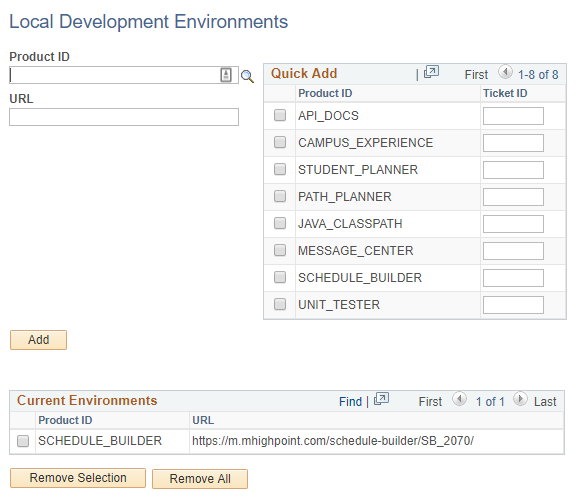 Local Development Environments
Product ID
URL
Quick Add | First 1-8 of 8
Product ID Ticket ID
API_DOCS
CAMPUS_EXPERIENCE
STUDENT_PLANNER
PATH_PLANNER
JAVA_CLASSPATH
MESSAGE_CENTER
SCHEDULE_BUILDER
UNIT_TESTER
Add
Current Environments Find | First 1 of 1 Last
Product ID URL
SCHEDULE_BUILDER https://m.mhighpoint.com/schedule-builder/SB_2070/
Remove Selection Remove All